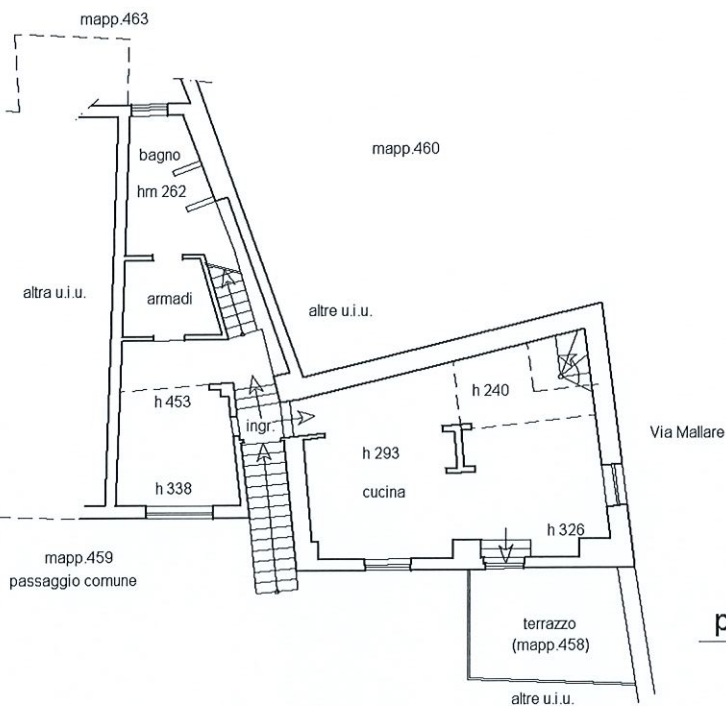 mapp.463
bagno
hm 262
mapp.460
altra u.i.u.
armadi
altre u.i.u.
h 453
ingr.
h 240
h 293
cucina
Via Mallare
h 338
h 326
mapp.459
passaggio comune
terrazzo
(mapp.458)
p
altre u.i.u.